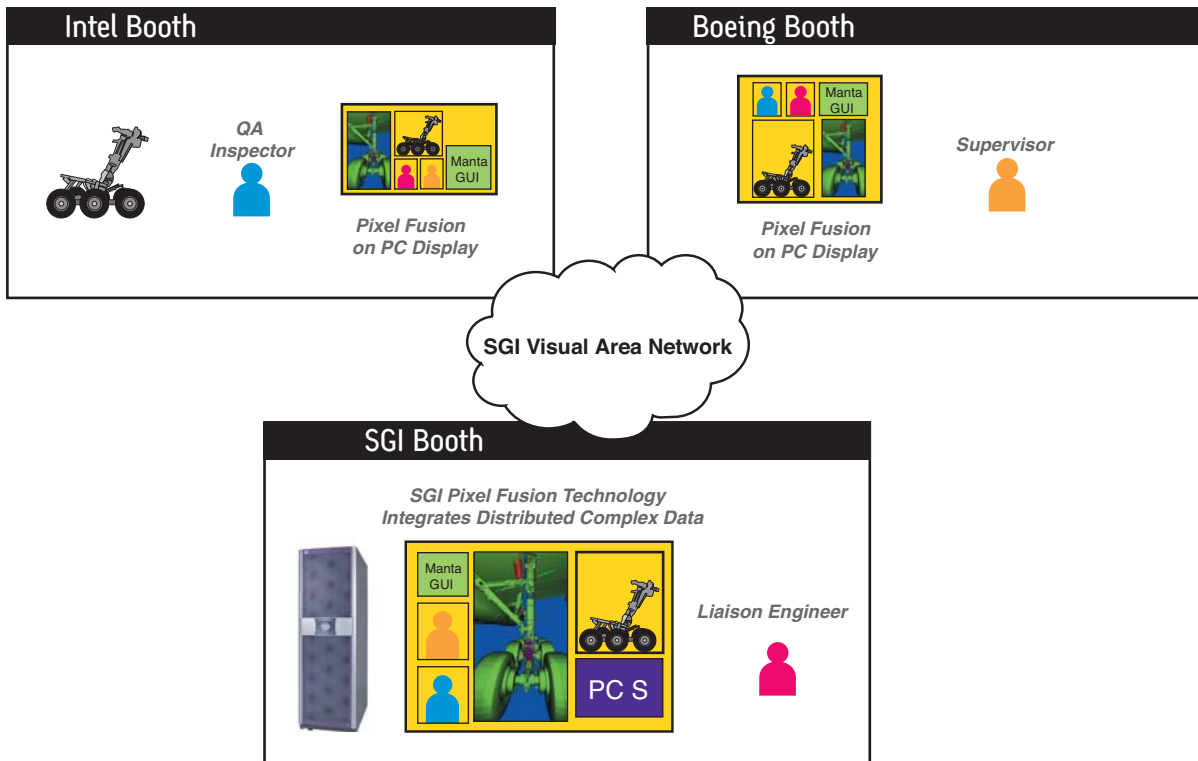 Intel Booth
QA
Inspector
Manta
GUI
Pixel Fusion
on PC Display
Boeing Booth
Manta
GUI
Supervisor
Pixel Fusion
on PC Display
SGI Visual Area Network
SGI Booth
SGI Pixel Fusion Technology
Integrates Distributed Complex Data
Manta
GUI
PC S
Liaison Engineer